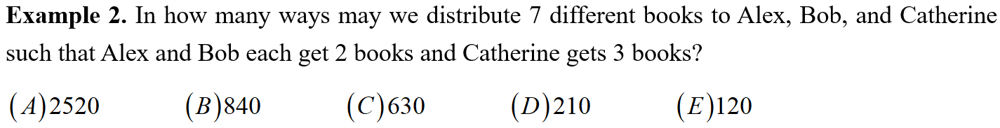 Example 2. In how many ways may we distribute 7 different books to Alex, Bob, and Catherine
such that Alex and Bob each get 2 books and Catherine gets 3 books?
(A)2520 (B)840 (C)630 (D)210 (E)120